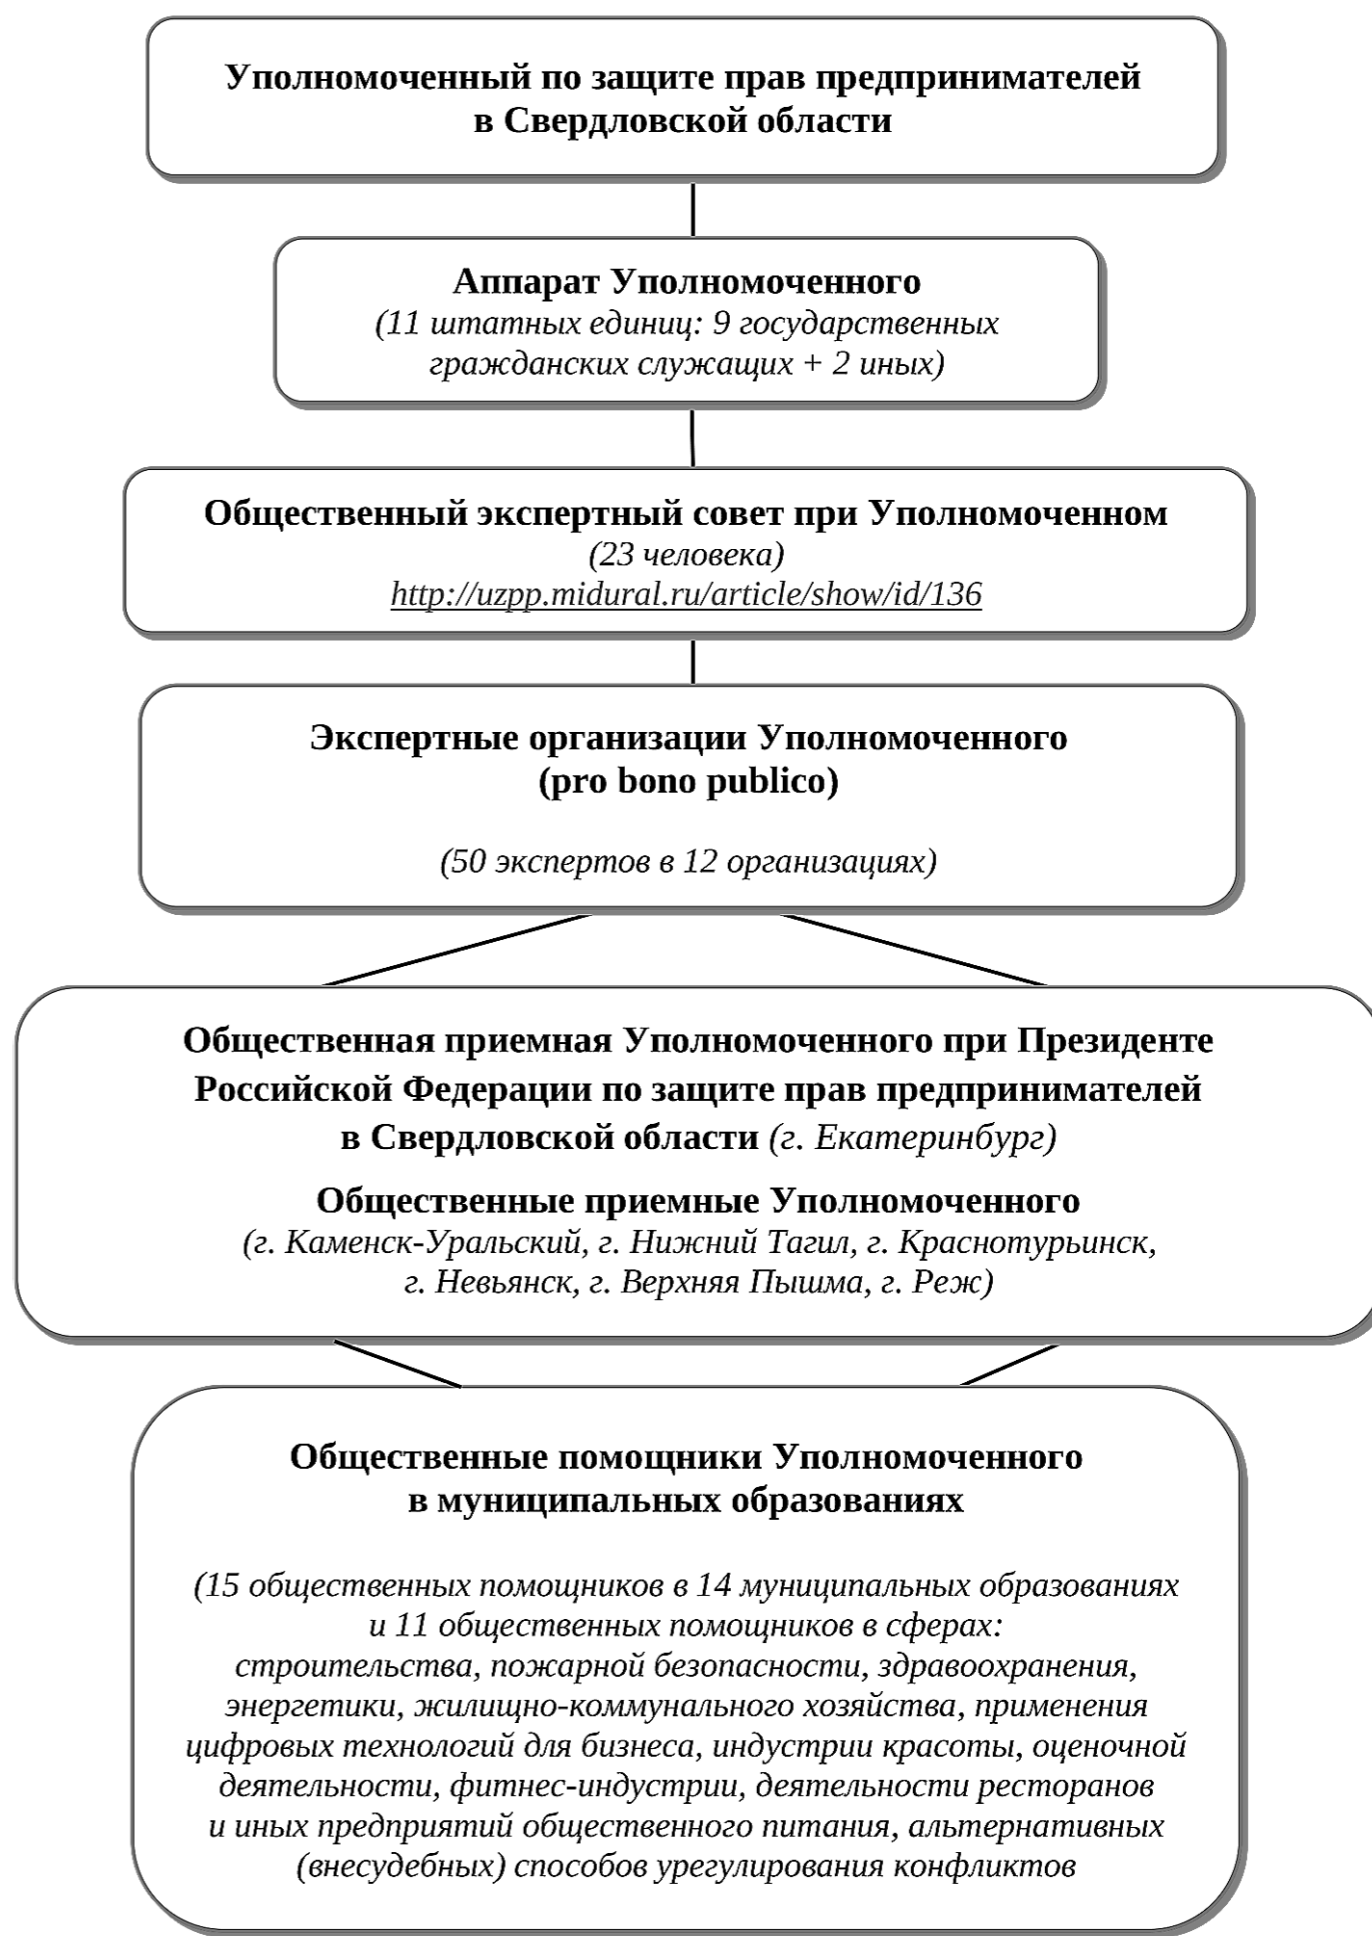 Уполномоченный по защите прав предпринимателей
в Свердловской области
Аппарат Уполномоченного
(11 штатных единиц: 9 государственных
гражданских служащих + 2 иных)
Общественный экспертный совет при Уполномоченном
(23 человека)
http://uzpp.midural.ru/article/show/id/136
Экспертные организации Уполномоченного
(pro bono publico)
(50 экспертов в 12 организациях)
Общественная приемная Уполномоченного при Президенте
Российской Федерации по защите прав предпринимателей
в Свердловской области (г. Екатеринбург)
Общественные приемные Уполномоченного
(г. Каменск-Уральский, г. Нижний Тагил, г. Краснотурьинск,
г. Невьянск, г. Верхняя Пышма, г. Реж)
Общественные помощники Уполномоченного
в муниципальных образованиях
(15 общественных помощников в 14 муниципальных образованиях
и 11 общественных помощников в сферах:
строительства, пожарной безопасности, здравоохранения,
энергетики, жилищно-коммунального хозяйства, применения
цифровых технологий для бизнеса, индустрии красоты, оценочной
деятельности, фитнес-индустрии, деятельности ресторанов
и иных предприятий общественного питания, альтернативных
(внесудебных) способов урегулирования конфликтов